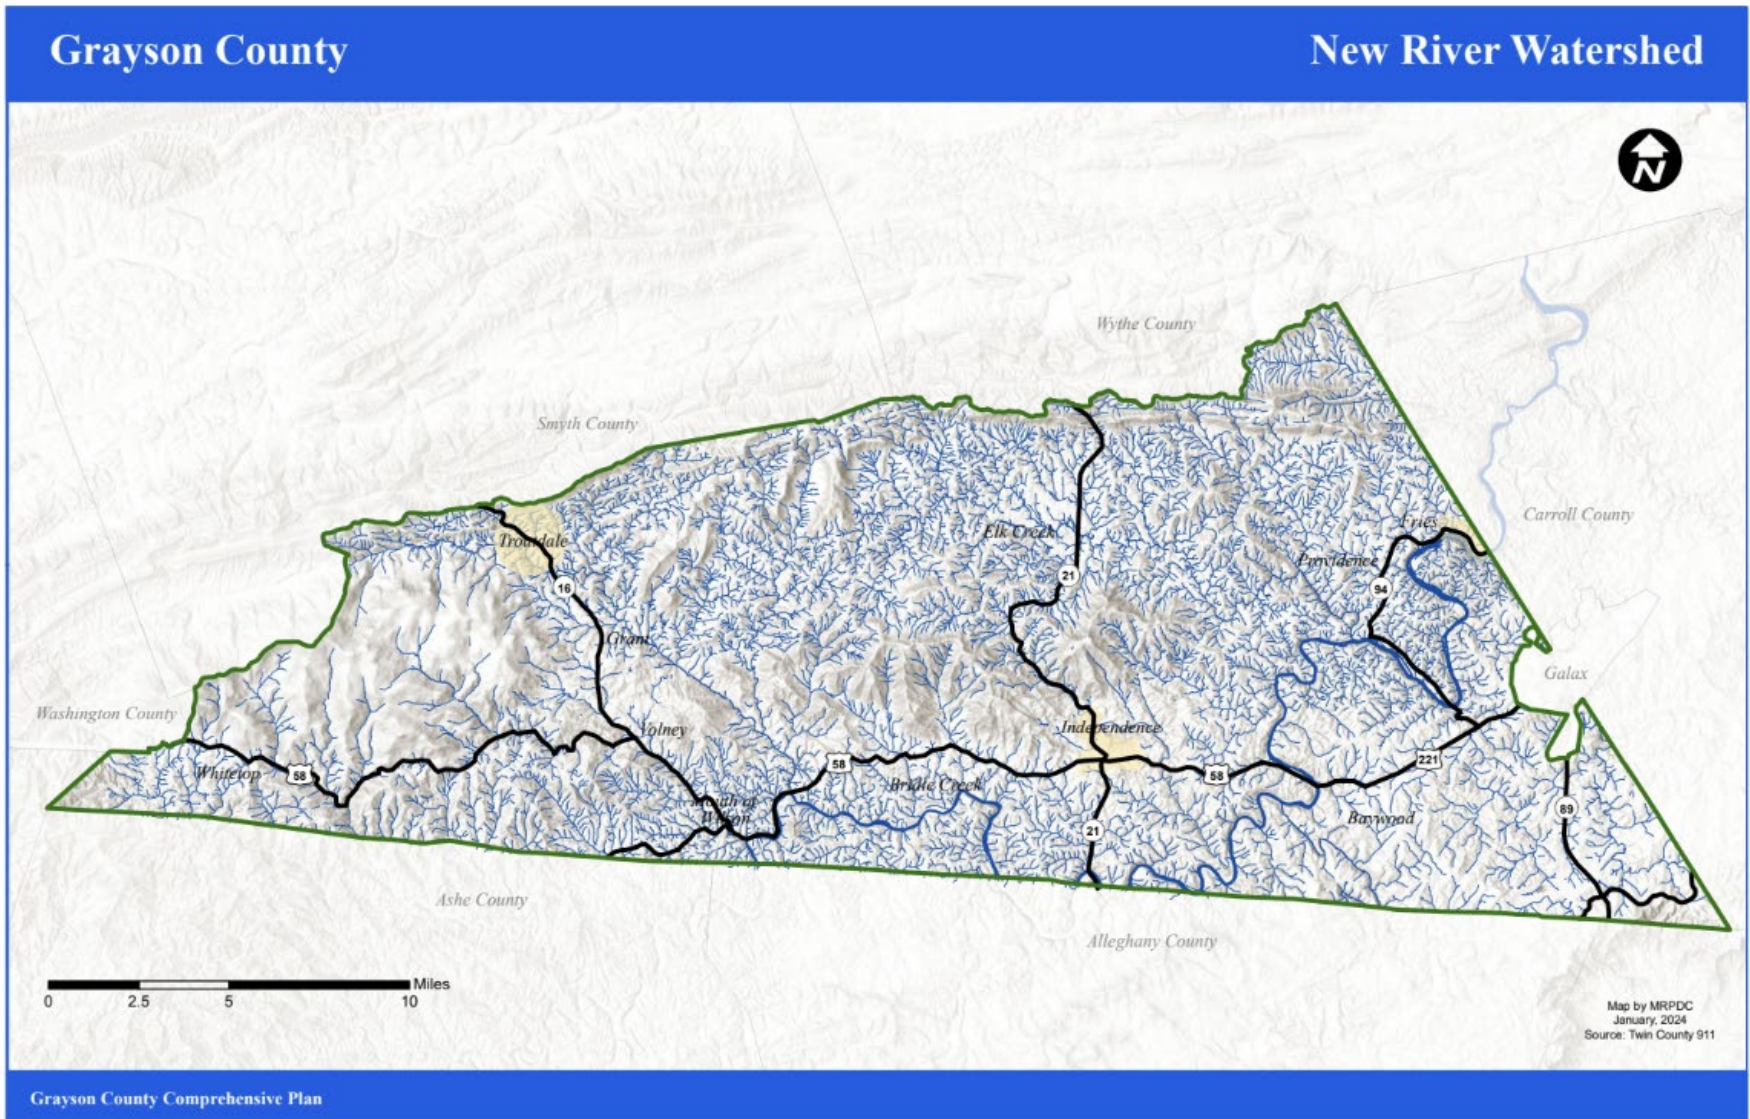 Grayson County
New River Watershed
N
Wythe County
Smyth County
Fries
Carroll County
Elk Creek
Troutdale
Providence
21
16
94
Grant
Galax
Washington County
Independence
Volney
58
221
Whitetop
58
58
Bridle Creek
Mouth of
Wilson
89
Baywood
21
Ashe County
Alleghany County
Miles
0 2.5 5 10
Map by MRPDC
January, 2024
Source: Twin County 911
Grayson County Comprehensive Plan